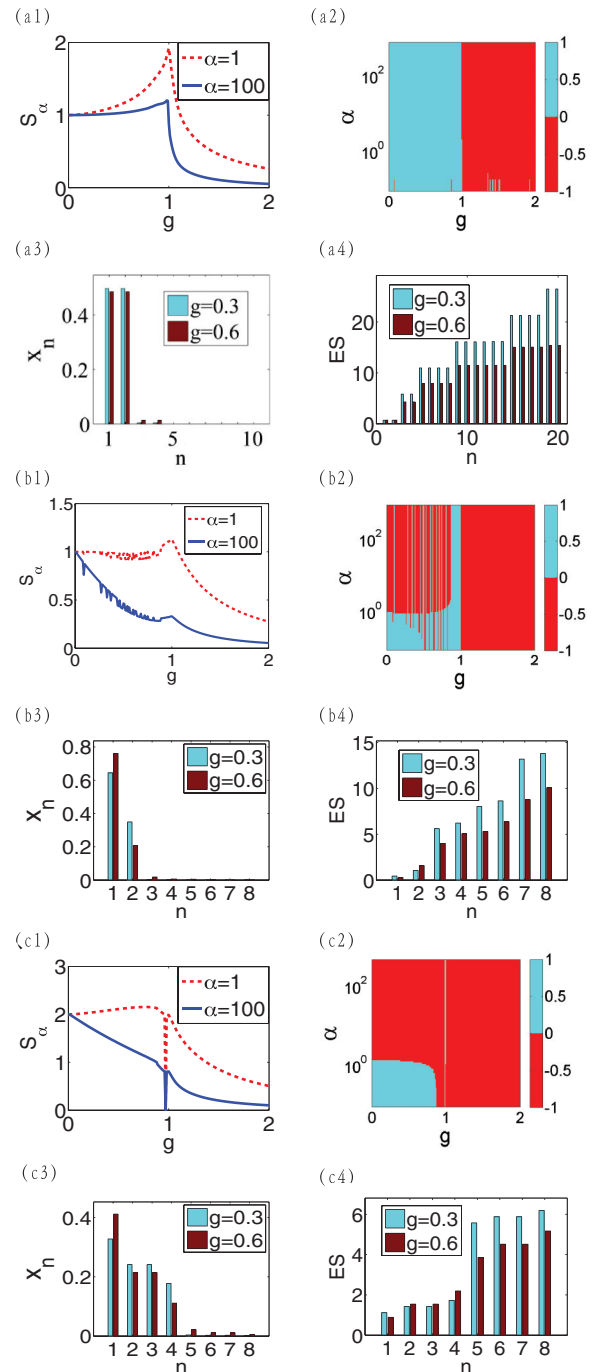 (a1)
2
1
0
0
1
2
S_α
g
α=1
α=100
(a2)
10^2
10^0
α
0
1
2
g
1
0.5
0
-0.5
-1
(a3)
0.4
0.2
0
x_n
1
5
10
n
g=0.3
g=0.6
(a4)
20
10
0
ES
0
10
20
n
g=0.3
g=0.6
(b1)
1.5
1
0.5
0
0
1
2
S_α
g
α=1
α=100
(b2)
10^2
10^0
α
0
1
2
g
1
0.5
0
-0.5
-1
(b3)
0.8
0.6
0.4
0.2
0
x_n
1 2 3 4 5 6 7 8
n
g=0.3
g=0.6
(b4)
15
10
5
0
ES
1 2 3 4 5 6 7 8
n
g=0.3
g=0.6
(c1)
3
2
1
0
0
1
2
S_α
g
α=1
α=100
(c2)
10^2
10^0
α
0
1
2
g
1
0.5
0
-0.5
-1
(c3)
0.4
0.2
0
x_n
1 2 3 4 5 6 7 8
n
g=0.3
g=0.6
(c4)
6
4
2
0
ES
1 2 3 4 5 6 7 8
n
g=0.3
g=0.6